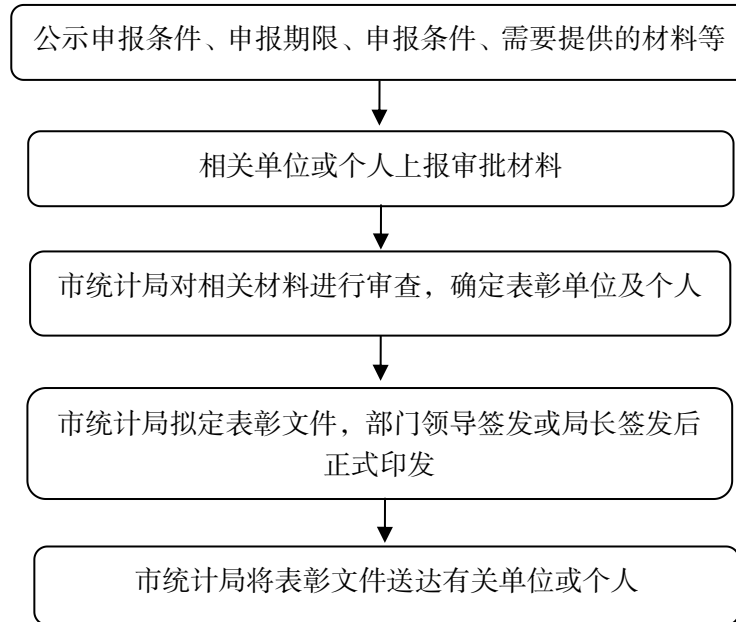 公示申报条件、申报期限、申报条件、需要提供的材料等
相关单位或个人上报审批材料
市统计局对相关材料进行审查，确定表彰单位及个人
市统计局拟定表彰文件，部门领导签发或局长签发后
正式印发
市统计局将表彰文件送达有关单位或个人